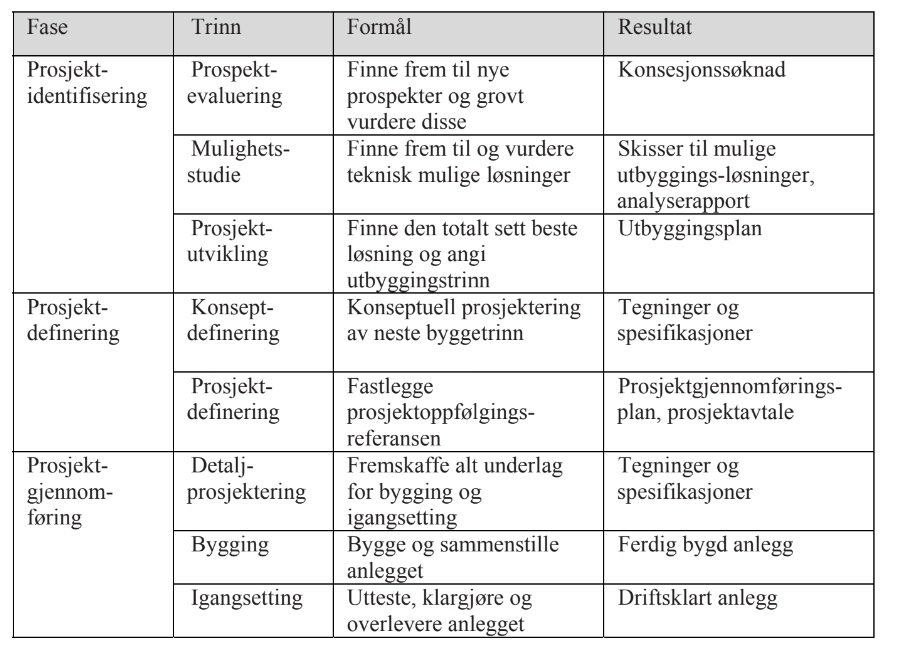 Fase Trinn Formål Resultat
Prosjekt- Prospekt- Finne frem til nye Konsesjonssøknad
identifisering evaluering prospekter og grovt
vurdere disse
Mulighets- Finne frem til og vurdere Skisser til mulige
studie teknisk mulige løsninger utbyggings-løsninger,
analyserapport
Prosjekt- Finne den totalt sett beste Utbyggingsplan
utvikling løsning og angi
utbyggingstrinn
Prosjekt- Konsept- Konseptuell prosjektering Tegninger og
definering definering av neste byggetrinn spesifikasjoner
Prosjekt- Fastlegge Prosjektgjennomførings-
definering prosjektoppfølgings- plan, prosjektavtale
referansen
Prosjekt- Detalj- Fremskaffe alt underlag Tegninger og
gjennom- prosjektering for bygging og spesifikasjoner
føring igangsetting
Bygging Bygge og sammenstille Ferdig bygd anlegg
anlegget
Igangsetting Utteste, klargjøre og Driftsklart anlegg
overlevere anlegget